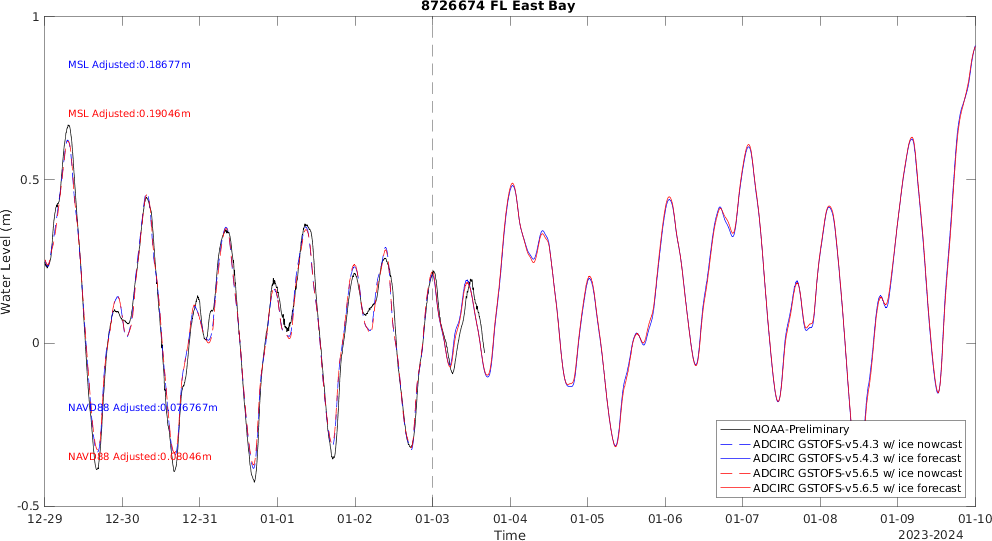 8726674 FL East Bay
1
MSL Adjusted:0.18677m
MSL Adjusted:0.19046m
0.5
Water Level (m)
0
NAVD88 Adjusted:0.076767m
NAVD88 Adjusted:0.08046m
-0.5
NOAA-Preliminary
ADCIRC GSTOFS-v5.4.3 w/ ice nowcast
ADCIRC GSTOFS-v5.4.3 w/ ice forecast
ADCIRC GSTOFS-v5.6.5 w/ ice nowcast
ADCIRC GSTOFS-v5.6.5 w/ ice forecast
12-29 12-30 12-31 01-01 01-02 01-03 01-04 01-05 01-06 01-07 01-08 01-09 01-10
Time
2023-2024